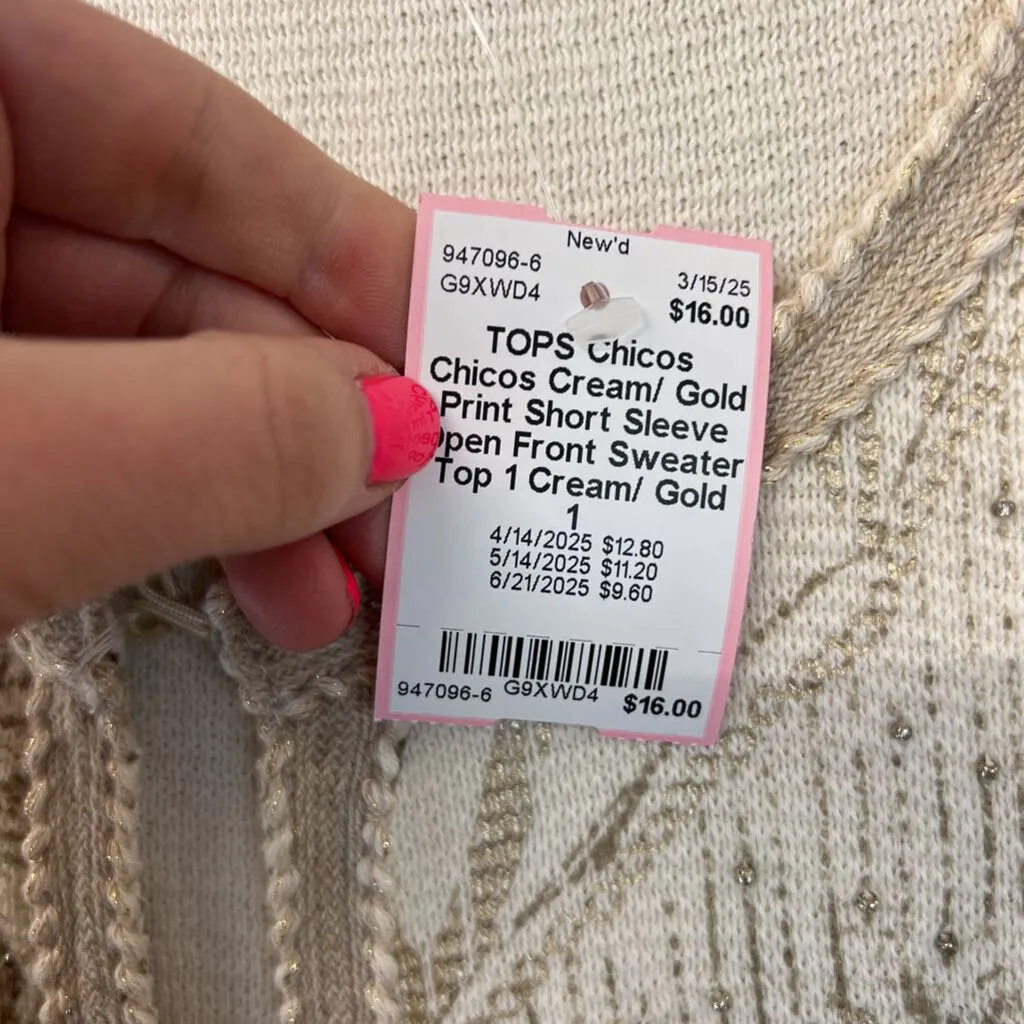 New'd
947096-6
3/15/25
G9XWD4
$16.00
TOPS Chicos
Chicos Cream/ Gold
Print Short Sleeve
pen Front Sweater
Top 1 Cream/ Gold
1
4/14/2025 $12.80
5/14/2025 $11.20
6/21/2025 $9.60
947096-6 G9XWD4 $16.00